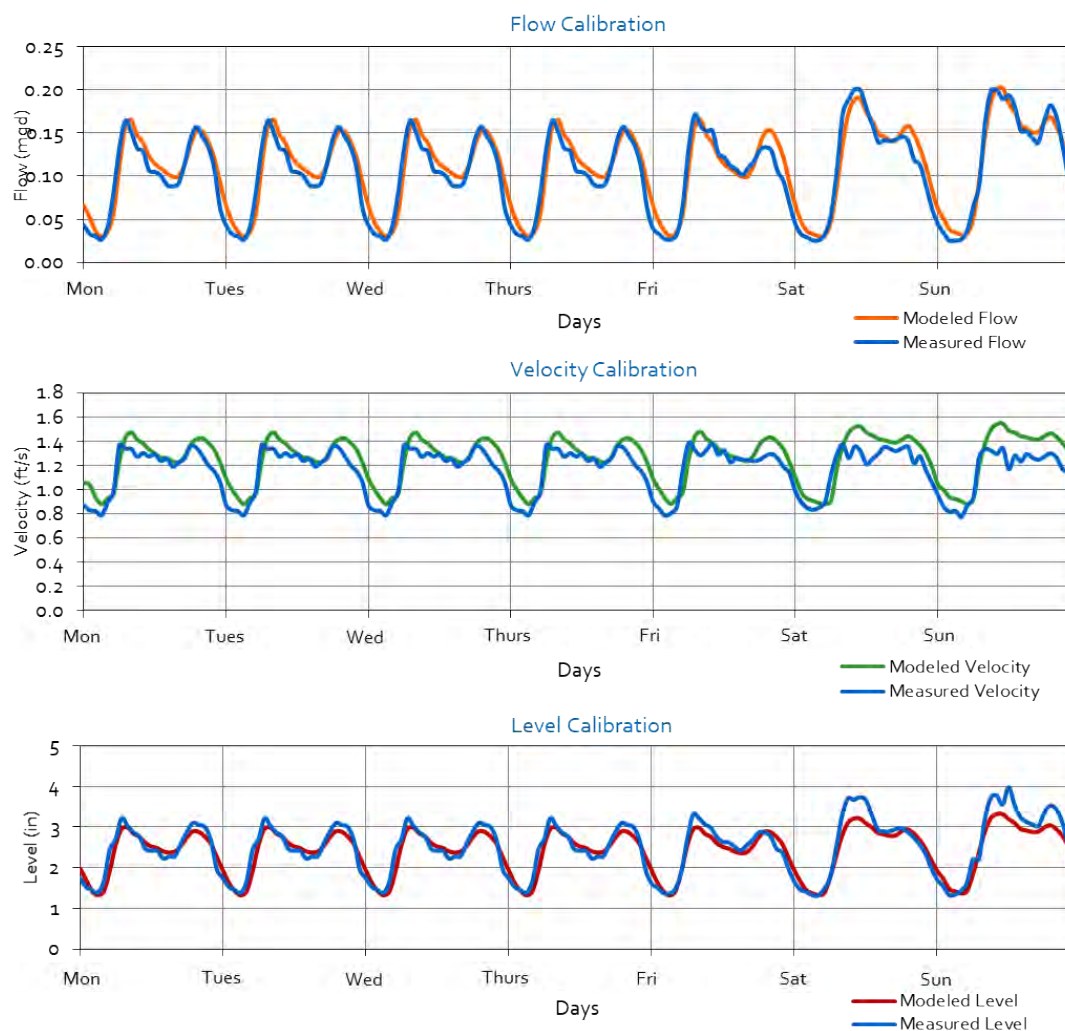 Flow Calibration
0.25
0.20
0.15
0.10
0.05
0.00
Flow (mgd)
Mon Tues Wed Thurs Fri Sat Sun
Days
Modeled Flow
Measured Flow
Velocity Calibration
1.8
1.6
1.4
1.2
1.0
0.8
0.6
0.4
0.2
0.0
Velocity (ft/s)
Mon Tues Wed Thurs Fri Sat Sun
Days
Modeled Velocity
Measured Velocity
Level Calibration
5
4
3
2
1
0
Level (in)
Mon Tues Wed Thurs Fri Sat Sun
Days
Modeled Level
Measured Level